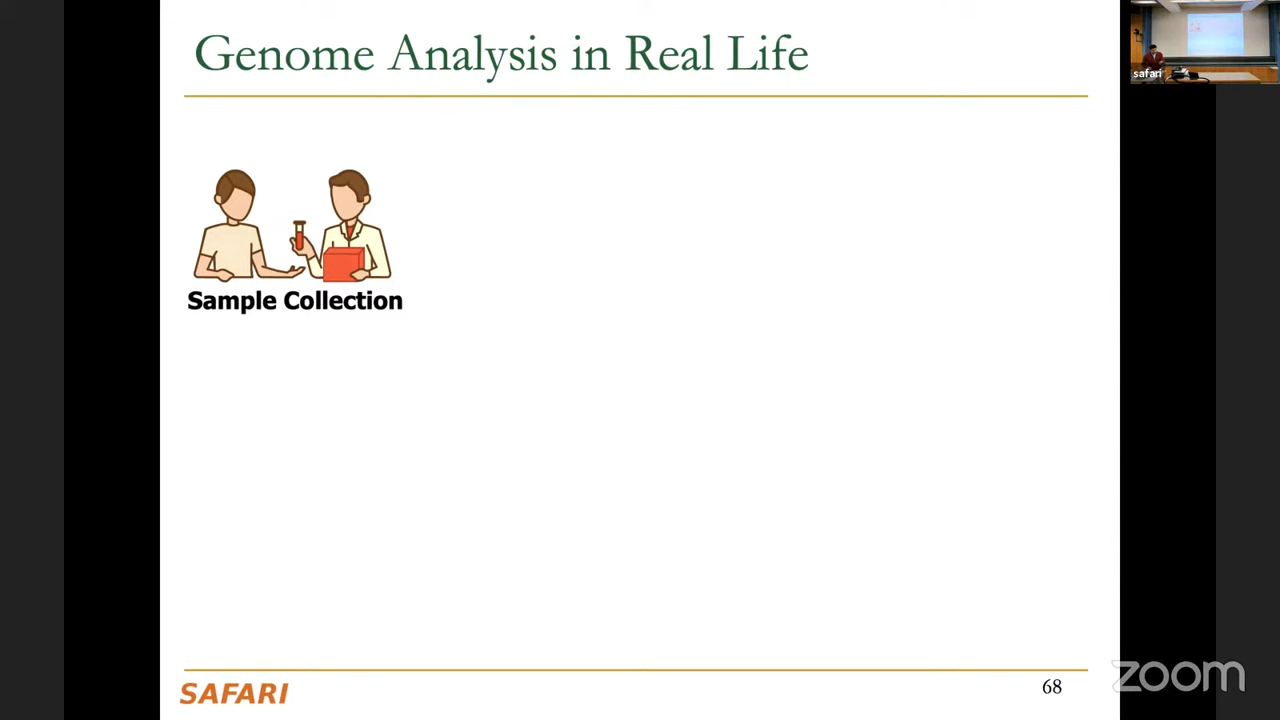 Genome Analysis in Real Life
safari
Sample Collection
SAFARI
68
zoom